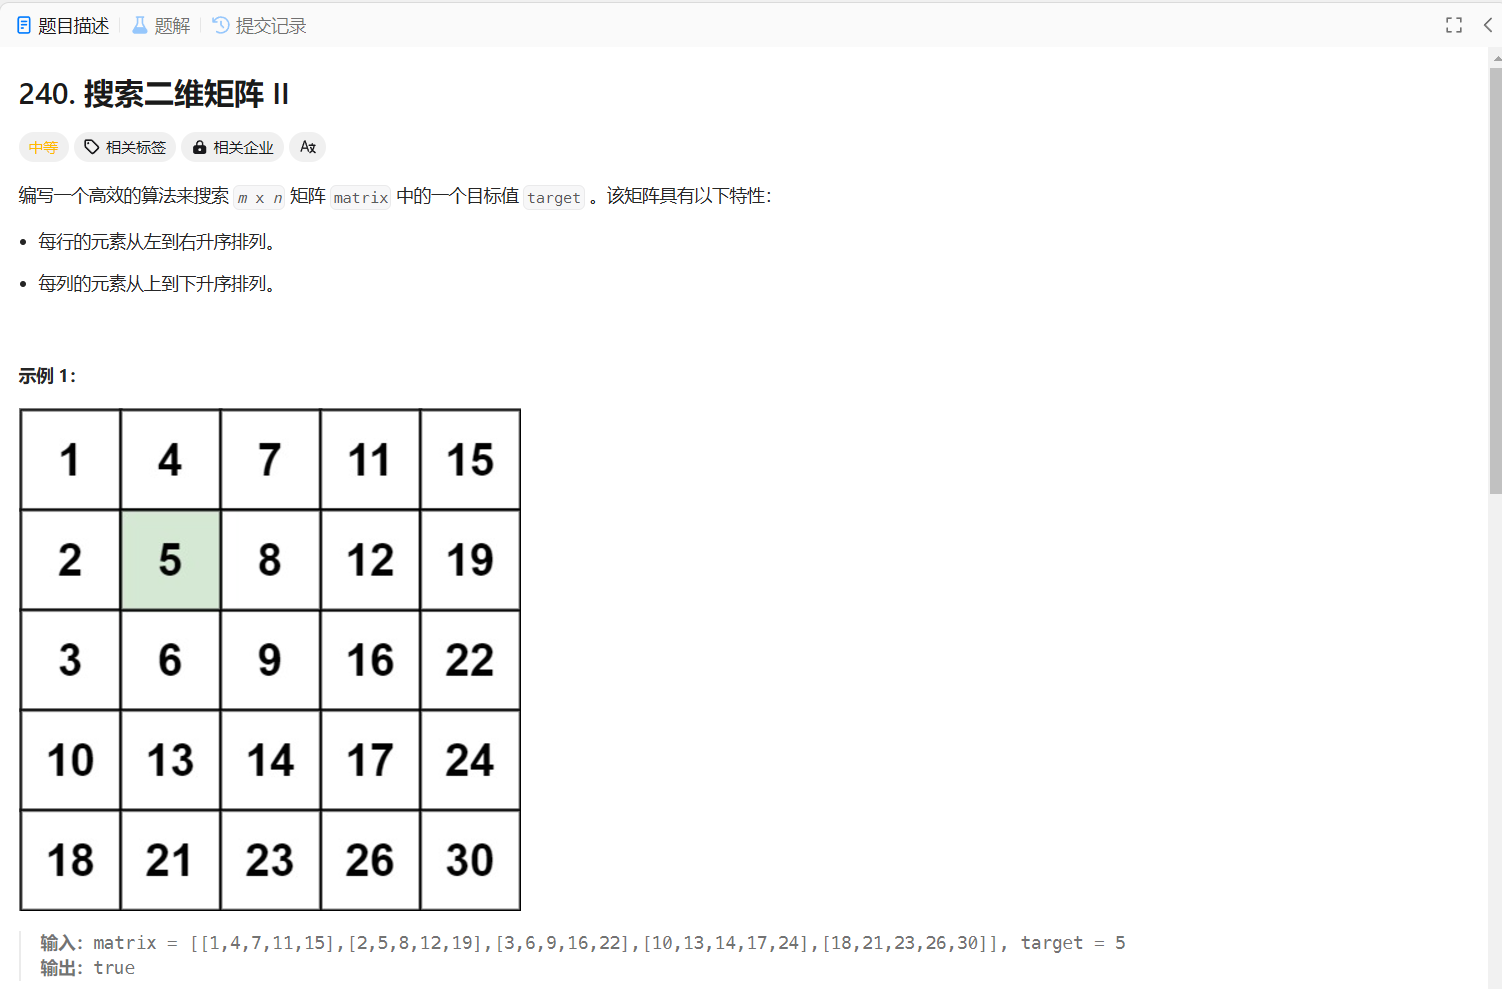 题目描述 题解 提交记录
240. 搜索二维矩阵 II
中等 相关标签 相关企业 A文
编写一个高效的算法来搜索 m x n 矩阵 matrix 中的一个目标值 target 。该矩阵具有以下特性：
• 每行的元素从左到右升序排列。
• 每列的元素从上到下升序排列。
示例 1：
1 4 7 11 15
2 5 8 12 19
3 6 9 16 22
10 13 14 17 24
18 21 23 26 30
输入：matrix = [[1,4,7,11,15],[2,5,8,12,19],[3,6,9,16,22],[10,13,14,17,24],[18,21,23,26,30]], target = 5
输出：true